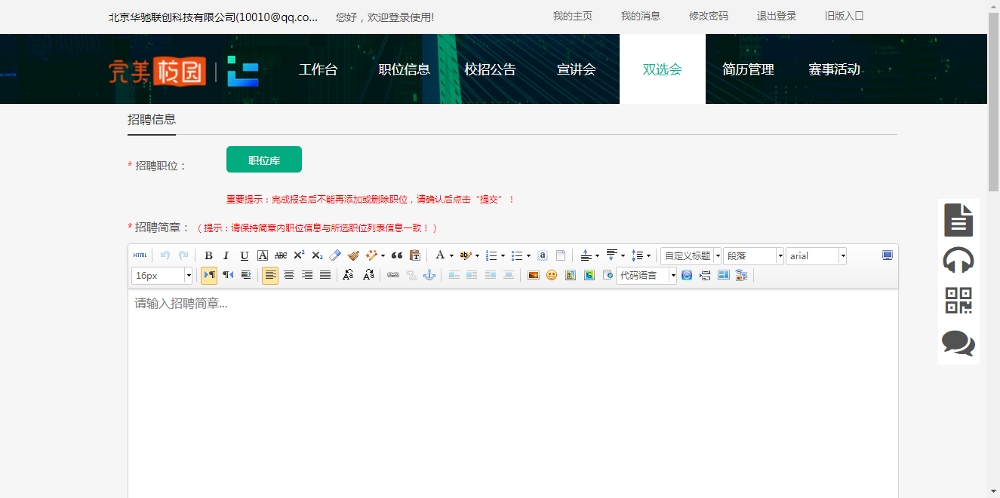 北京华驰联创科技有限公司(10010@qq.co... 您好，欢迎登录使用! 我的主页 我的消息 修改密码 退出登录 旧版入口
完美校园 工作台 职位信息 校招公告 宣讲会 双选会 简历管理 赛事活动
招聘信息
* 招聘职位： 职位库
重要提示：完成报名后不能再添加或删除职位，请确认后点击“提交”！
* 招聘简章： （提示：请保持简章内职位信息与所选职位列表信息一致！）
HTML B I U A ABC X² X₂ A ab a 自定义标题 段落 arial
16px 代码语言
请输入招聘简章...